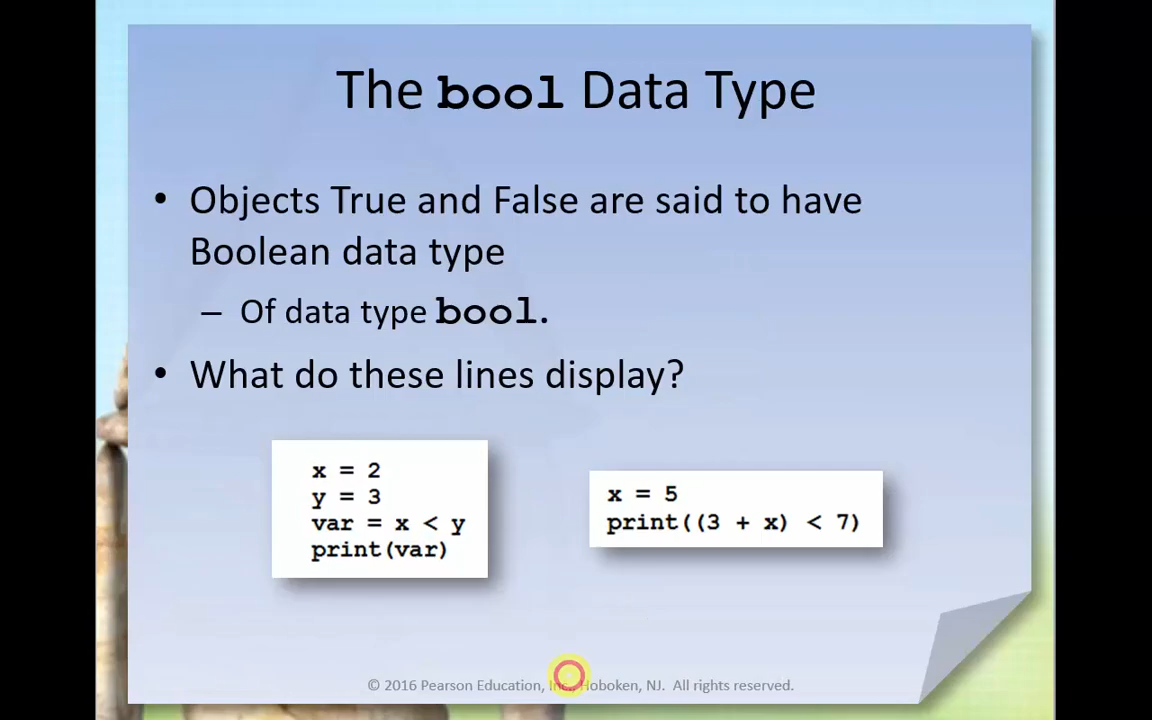 The bool Data Type
• Objects True and False are said to have
Boolean data type
– Of data type bool.
• What do these lines display?
x = 2
y = 3
var = x < y
print(var)
x = 5
print((3 + x) < 7)
© 2016 Pearson Education, Inc., Hoboken, NJ. All rights reserved.